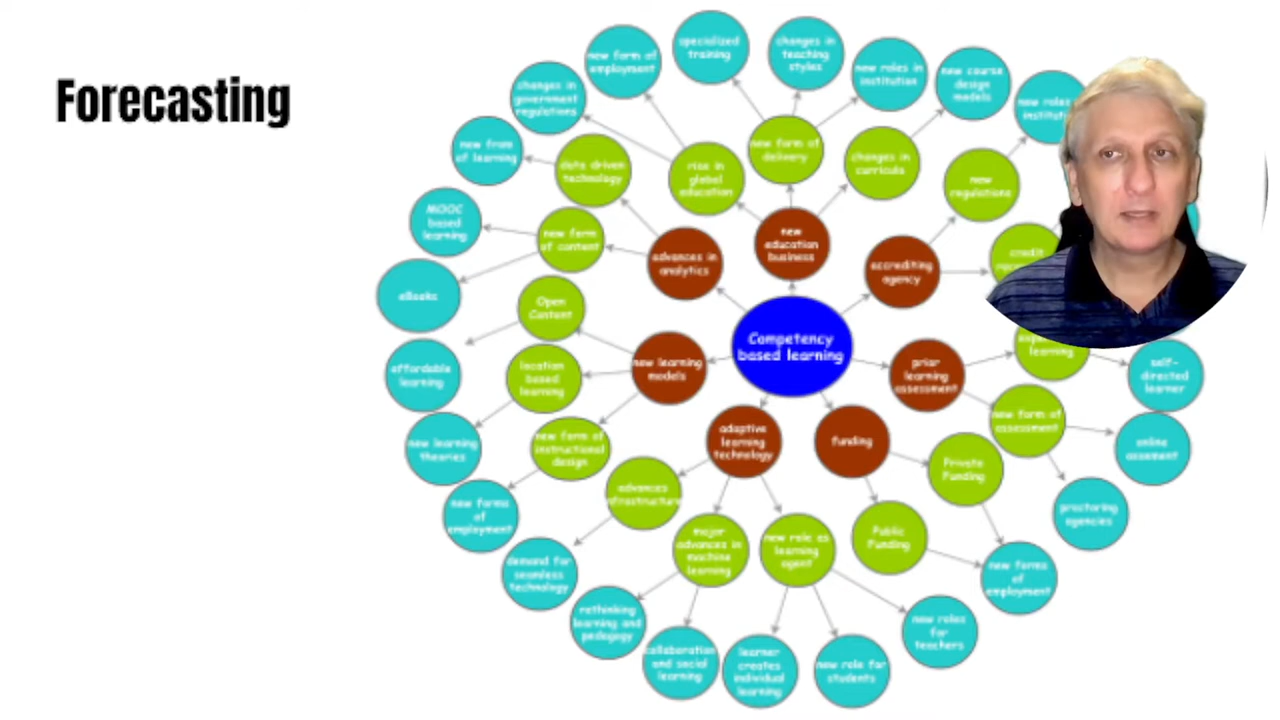 Forecasting
specialized
training
changes in
teaching
styles
new form of
employment
new roles in
institution
new course
design
models
changes in
government
regulations
new roles
new from
of learning
data driven
technology
rise in
global
education
new form of
delivery
changes in
curricula
new
regulations
MOOC
based
learning
new form
of content
advances in
analytics
new
education
business
accrediting
agency
credit
eBooks
Open
Content
Competency
based learning
learning
affordable
learning
location
based
learning
new learning
models
prior
learning
assessment
self-
directed
learner
new learning
theories
new form of
instructional
design
adaptive
learning
technology
funding
new form of
assessment
online
assesment
new forms
of
employment
advances
infrastructure
Private
Funding
proctoring
agencies
demand for
seamless
technology
major
advances in
machine
learning
new role as
learning
agent
Public
Funding
new forms
of
employment
rethinking
learning and
pedagogy
collaboration
and social
learning
learner
creates
individual
learning
new role for
students
new roles
for
teachers